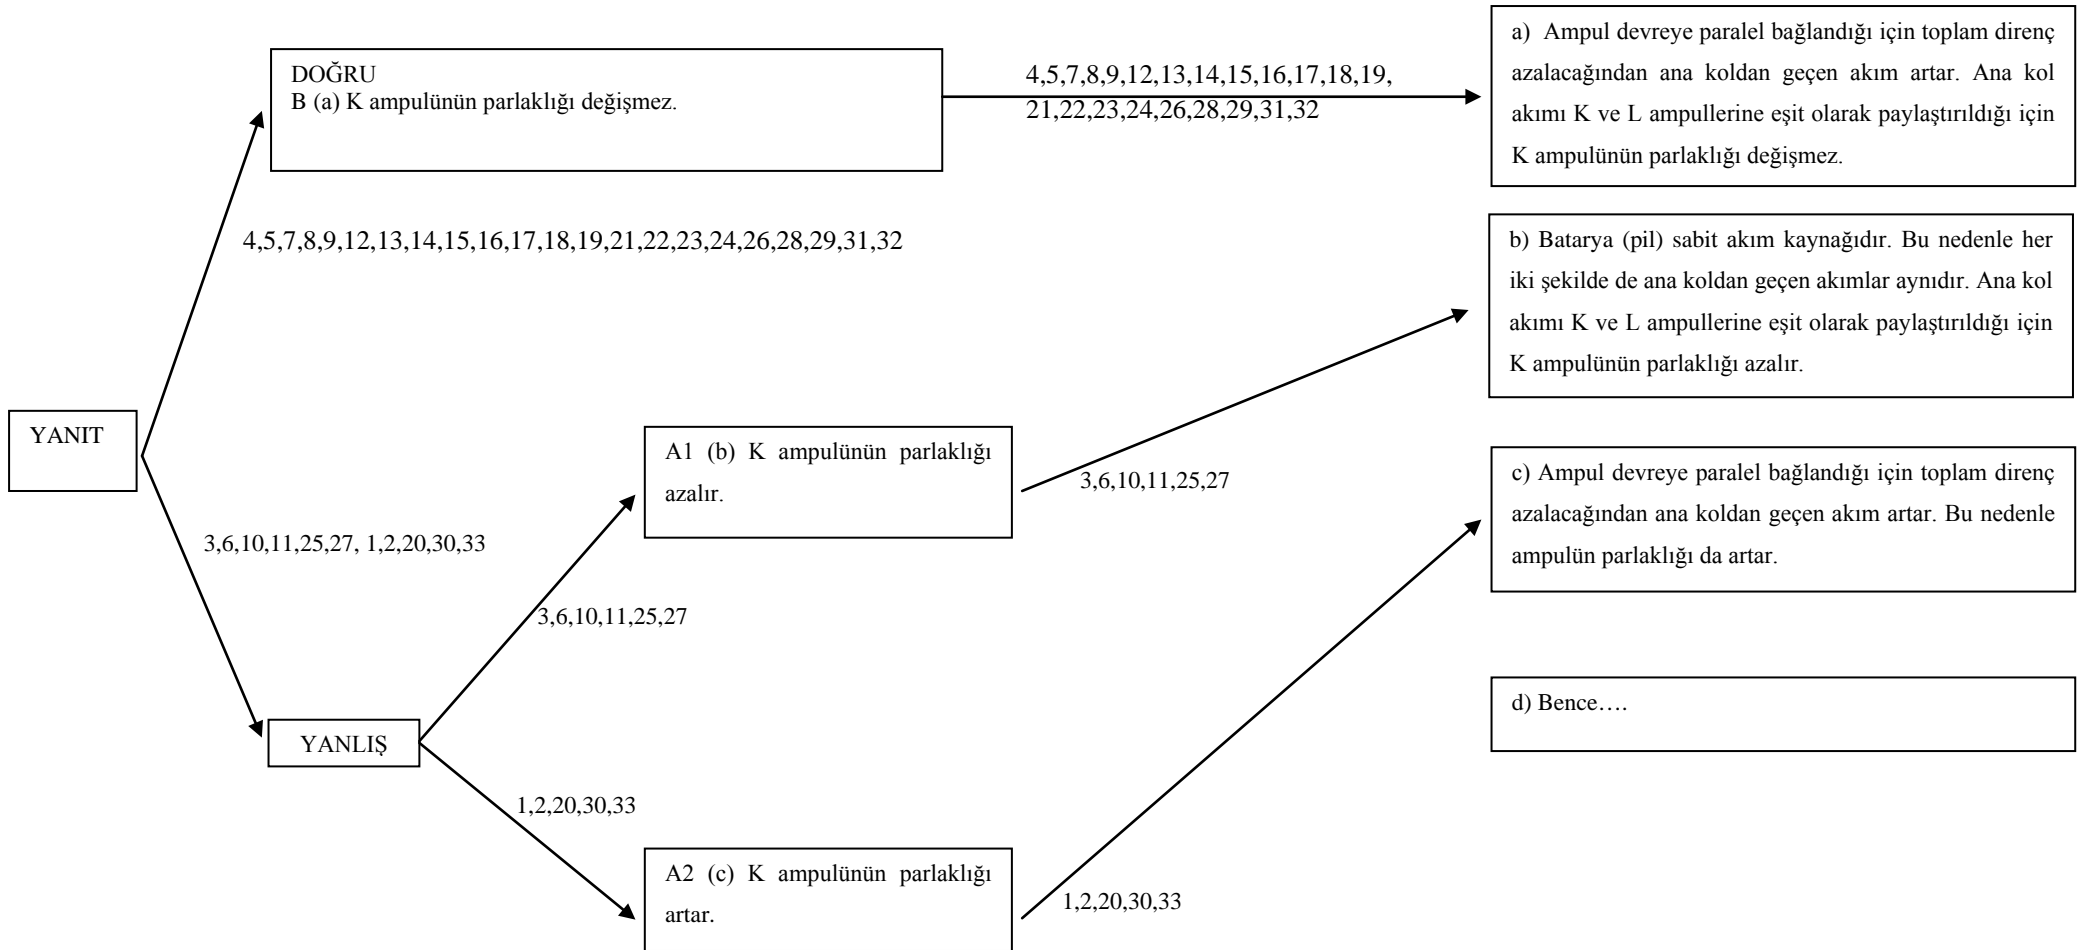 DOĞRU
B (a) K ampulünün parlaklığı değişmez.
4,5,7,8,9,12,13,14,15,16,17,18,19,
21,22,23,24,26,28,29,31,32
a) Ampul devreye paralel bağlandığı için toplam direnç
azalacağından ana koldan geçen akım artar. Ana kol
akımı K ve L ampullerine eşit olarak paylaştırıldığı için
K ampulünün parlaklığı değişmez.
4,5,7,8,9,12,13,14,15,16,17,18,19,21,22,23,24,26,28,29,31,32
b) Batarya (pil) sabit akım kaynağıdır. Bu nedenle her
iki şekilde de ana koldan geçen akımlar aynıdır. Ana kol
akımı K ve L ampullerine eşit olarak paylaştırıldığı için
K ampulünün parlaklığı azalır.
YANIT
A1 (b) K ampulünün parlaklığı
azalır.
3,6,10,11,25,27
c) Ampul devreye paralel bağlandığı için toplam direnç
azalacağından ana koldan geçen akım artar. Bu nedenle
ampulün parlaklığı da artar.
3,6,10,11,25,27, 1,2,20,30,33
3,6,10,11,25,27
d) Bence….
YANLIŞ
1,2,20,30,33
A2 (c) K ampulünün parlaklığı
artar.
1,2,20,30,33